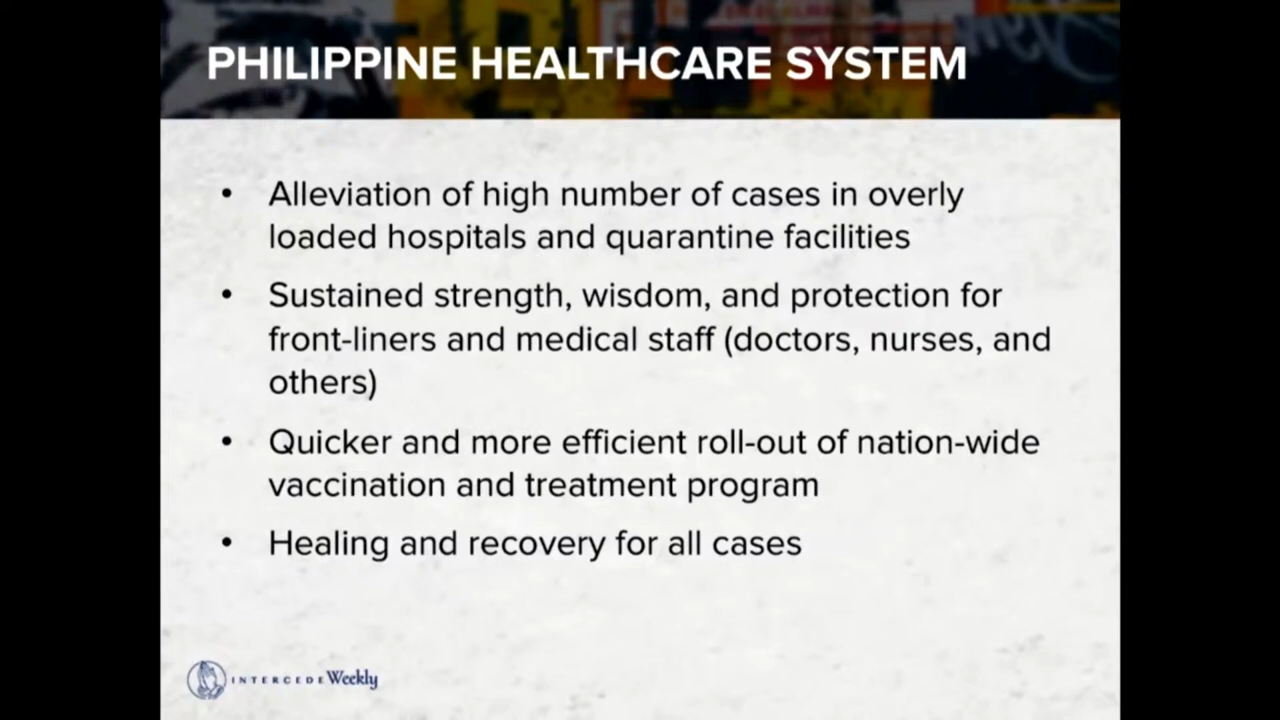 PHILIPPINE HEALTHCARE SYSTEM
• Alleviation of high number of cases in overly
loaded hospitals and quarantine facilities
• Sustained strength, wisdom, and protection for
front-liners and medical staff (doctors, nurses, and
others)
• Quicker and more efficient roll-out of nation-wide
vaccination and treatment program
• Healing and recovery for all cases
INTERCEDE Weekly